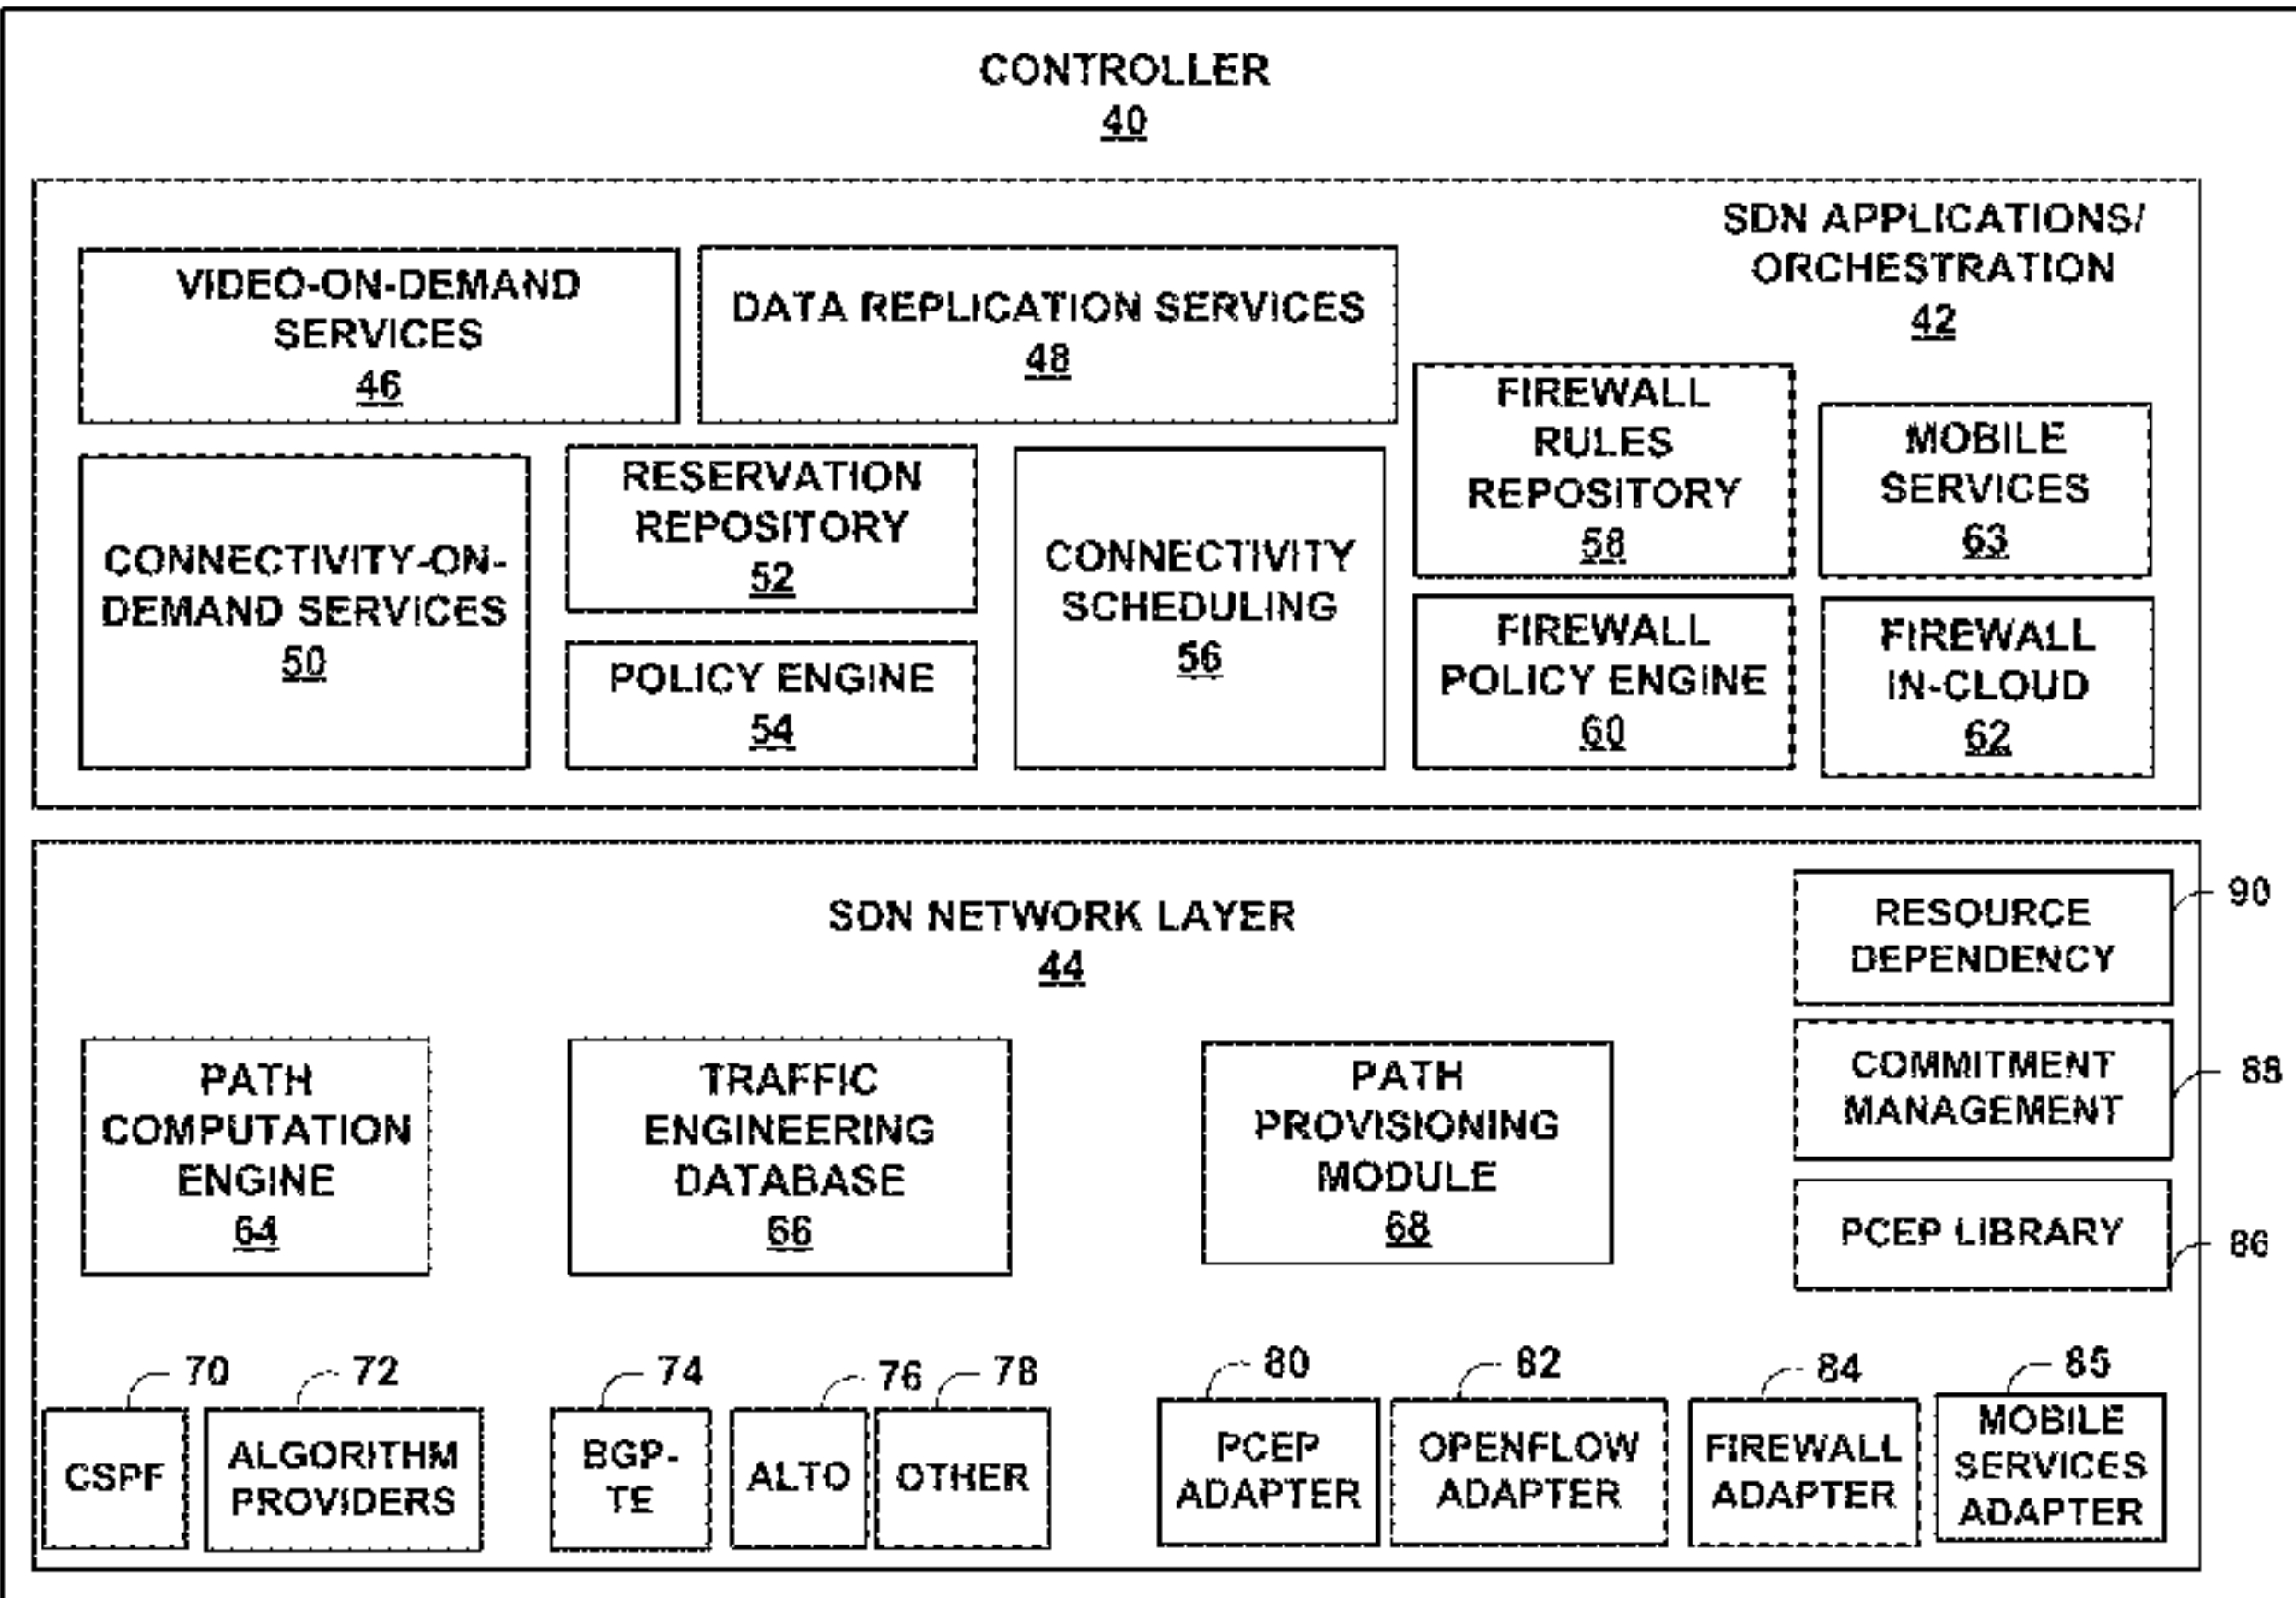 CONTROLLER
40
SDN APPLICATIONS/
ORCHESTRATION
42
VIDEO-ON-DEMAND
SERVICES
46
DATA REPLICATION SERVICES
48
CONNECTIVITY-ON-
DEMAND SERVICES
50
RESERVATION
REPOSITORY
52
POLICY ENGINE
54
CONNECTIVITY
SCHEDULING
56
FIREWALL
RULES
REPOSITORY
58
FIREWALL
POLICY ENGINE
60
MOBILE
SERVICES
63
FIREWALL
IN-CLOUD
62
SDN NETWORK LAYER
44
RESOURCE
DEPENDENCY
90
COMMITMENT
MANAGEMENT
88
PCEP LIBRARY
86
PATH
COMPUTATION
ENGINE
64
TRAFFIC
ENGINEERING
DATABASE
66
PATH
PROVISIONING
MODULE
68
70
CSPF
72
ALGORITHM
PROVIDERS
74
BGP-
TE
76
ALTO
78
OTHER
80
PCEP
ADAPTER
82
OPENFLOW
ADAPTER
84
FIREWALL
ADAPTER
85
MOBILE
SERVICES
ADAPTER